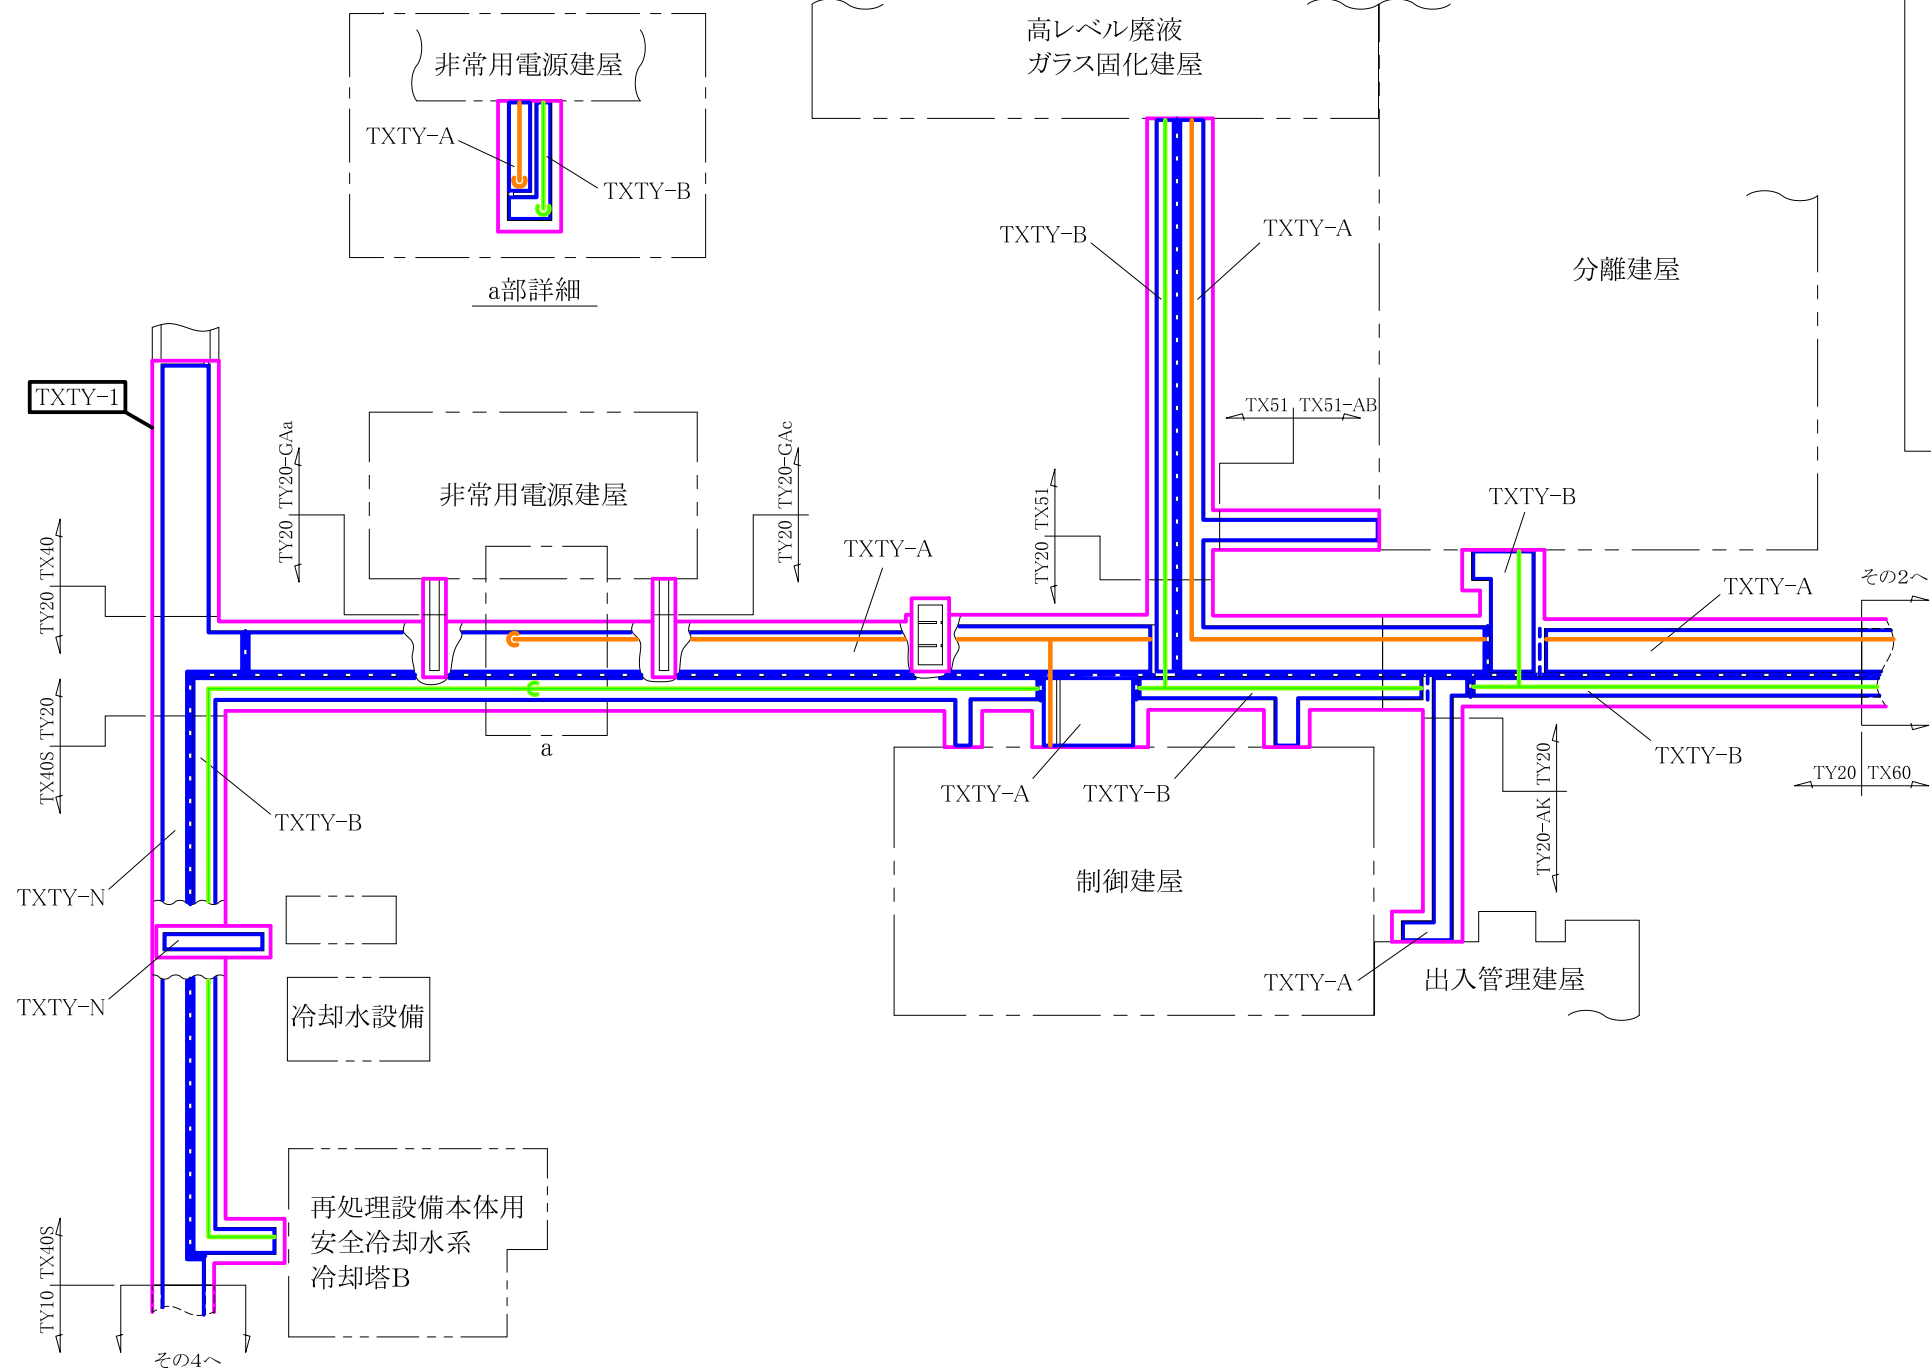 高レベル廃液
ガラス固化建屋
非常用電源建屋
TXTY-A
TXTY-B
a部詳細
TXTY-B
TXTY-A
分離建屋
TXTY-1
TX51
TX51-AB
TY20
TY20-GAa
TY20
TY20-GAc
非常用電源建屋
TY20
TX51
TXTY-B
TY20
TX40
TXTY-A
TXTY-A
その2へ
TX40S
TY20
a
TXTY-A
TXTY-B
TXTY-B
TY20
TX60
TXTY-B
TY20-AK
TY20
TXTY-N
制御建屋
TXTY-N
冷却水設備
TXTY-A
出入管理建屋
再処理設備本体用
安全冷却水系
冷却塔B
TY10
TX40S
その4へ